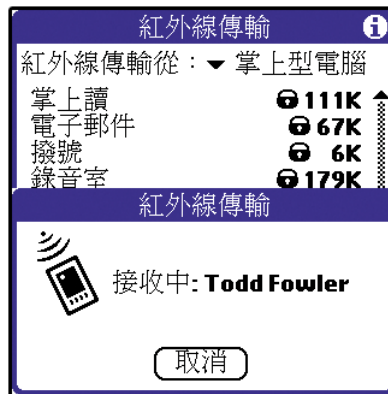 紅外線傳輸
紅外線傳輸從：掌上型電腦
掌上讀 111K
電子郵件 67K
撥號 6K
錄音室 179K
紅外線傳輸
接收中: Todd Fowler
取消